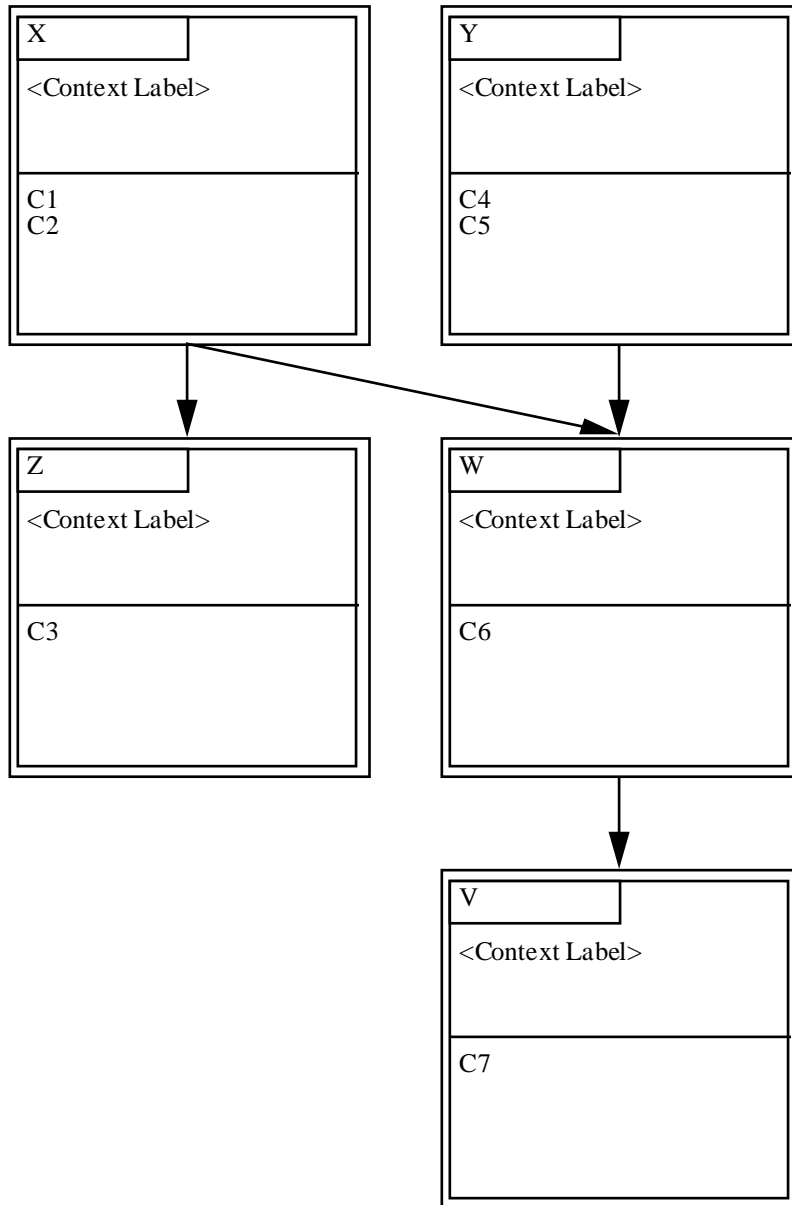 X
<Context Label>
C1
C2
Y
<Context Label>
C4
C5
Z
<Context Label>
C3
W
<Context Label>
C6
V
<Context Label>
C7